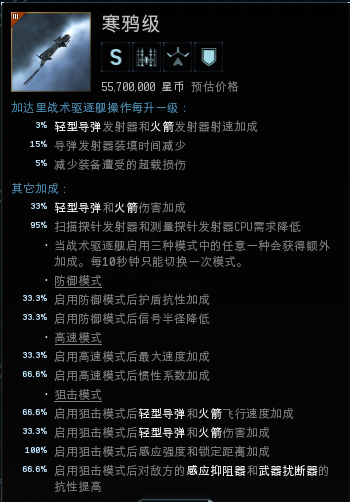 III
寒鸦级
S
55,700,000 星币 预估价格
加达里战术驱逐舰操作每升一级：
3% 轻型导弹发射器和火箭发射器射速加成
15% 导弹发射器装填时间减少
5% 减少装备遭受的超载损伤
其它加成：
33% 轻型导弹和火箭伤害加成
95% 扫描探针发射器和测量探针发射器CPU需求降低
· 当战术驱逐舰启用三种模式中的任意一种会获得额外
加成。每10秒钟只能切换一次模式。
· 防御模式
33.3% 启用防御模式后护盾抗性加成
33.3% 启用防御模式后信号半径降低
· 高速模式
33.3% 启用高速模式后最大速度加成
66.6% 启用高速模式后惯性系数加成
· 狙击模式
66.6% 启用狙击模式后轻型导弹和火箭飞行速度加成
33.3% 启用狙击模式后轻型导弹和火箭伤害加成
100% 启用狙击模式后感应强度和锁定距离加成
66.6% 启用狙击模式后对敌方的感应抑阻器和武器扰断器的
抗性提高